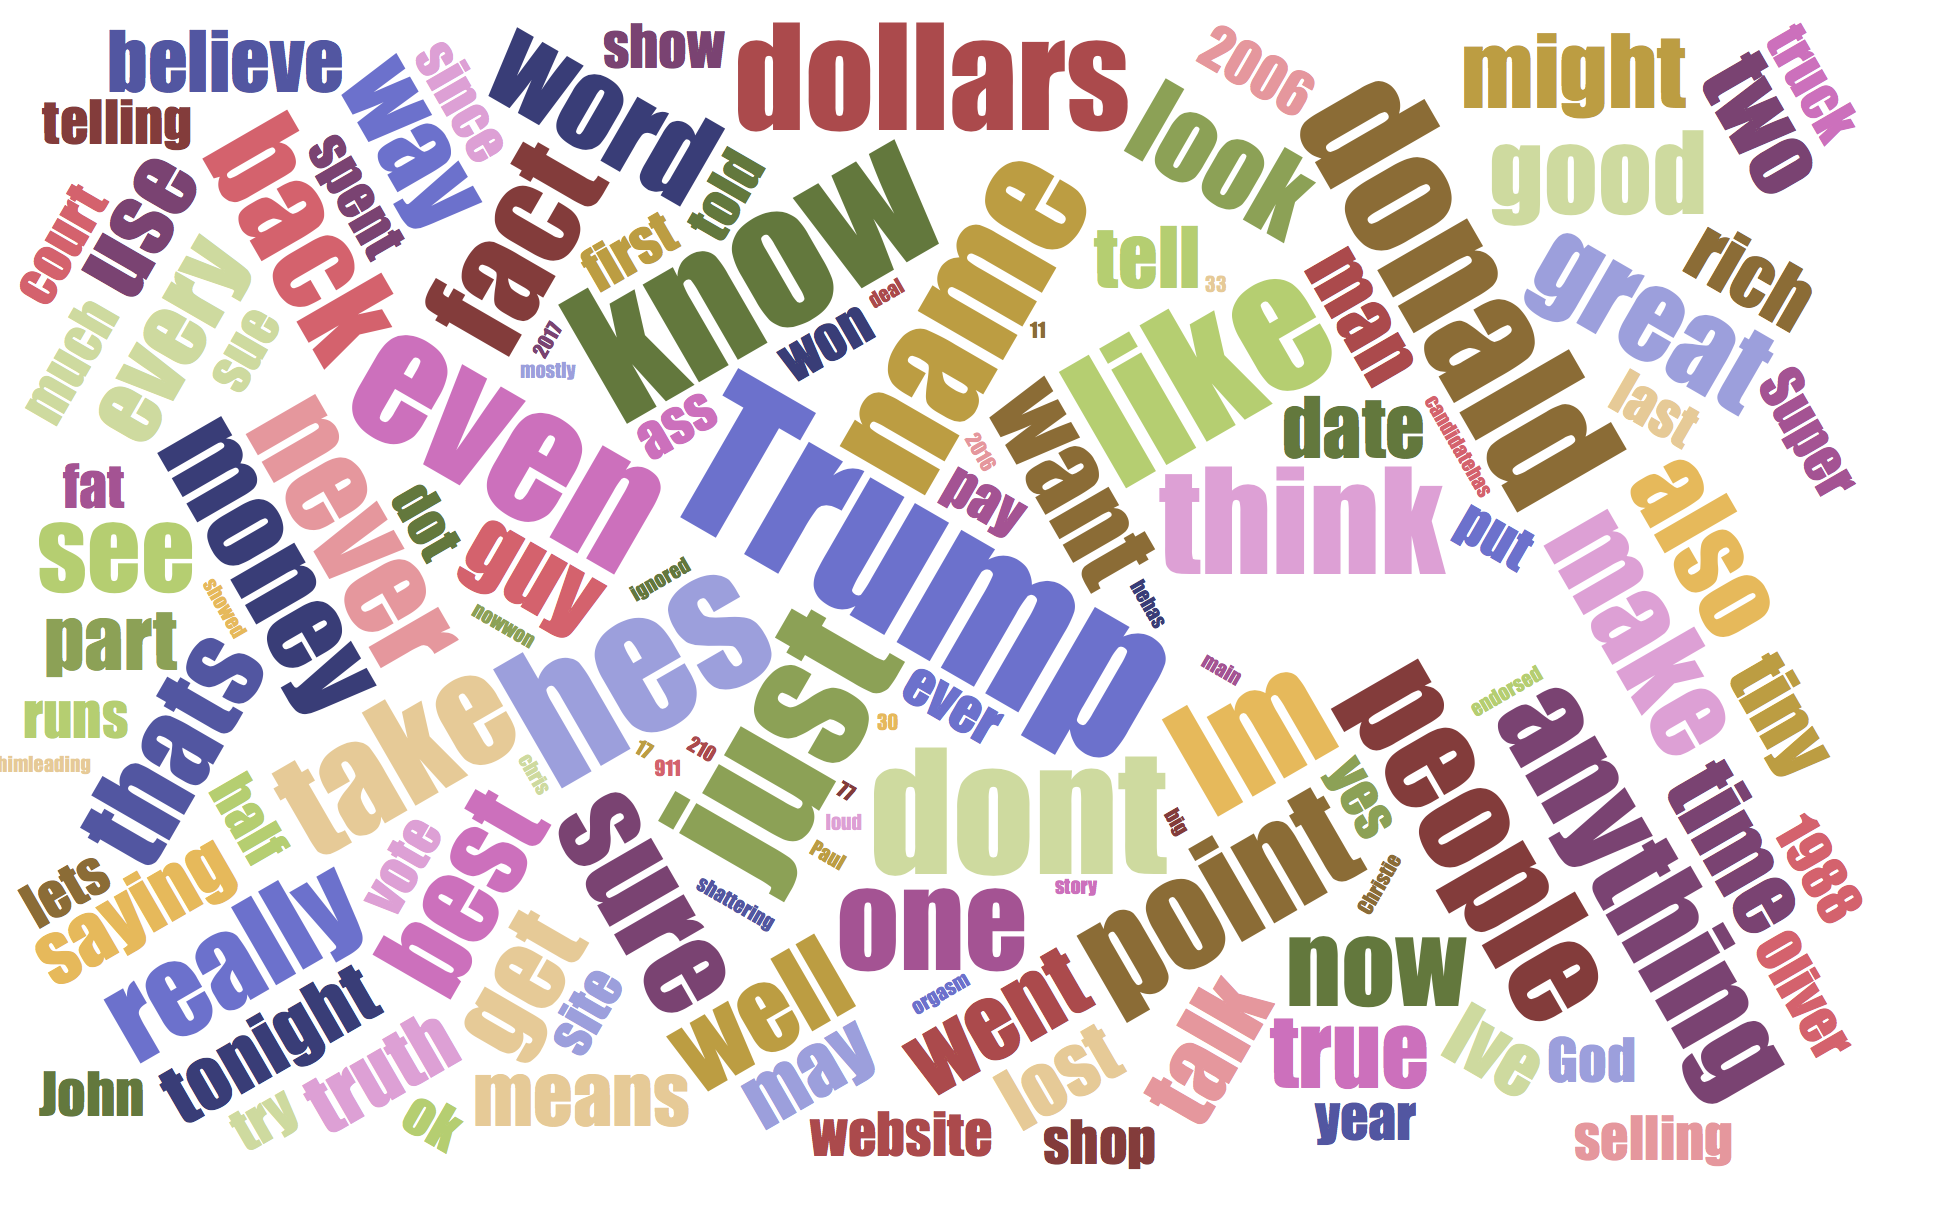 believe
show
dollars
2006
might
truck
telling
way
since
word
look
donald
two
good
court
use
back
spent
fact
told
first
know
name
tell
33
man
great
rich
much
every
sue
2017
mostly
won
deal
11
like
date
candidatehas
last
super
even
ass
Trump
2016
want
think
put
also
fat
money
never
dot
guy
pay
make
see
showed
ignored
nowwon
hehas
part
thats
hes
just
ever
main
Im
people
endorsed
anything
tiny
runs
himleading
take
chris
17
911
210
30
77
loud
Paul
dont
big
yes
time
1988
half
lets
saying
vote
best
sure
shattering
one
story
point
Christie
really
get
site
well
orgasm
went
now
oliver
tonight
truth
may
lost
talk
true
Ive
God
John
try
ok
means
website
shop
year
selling